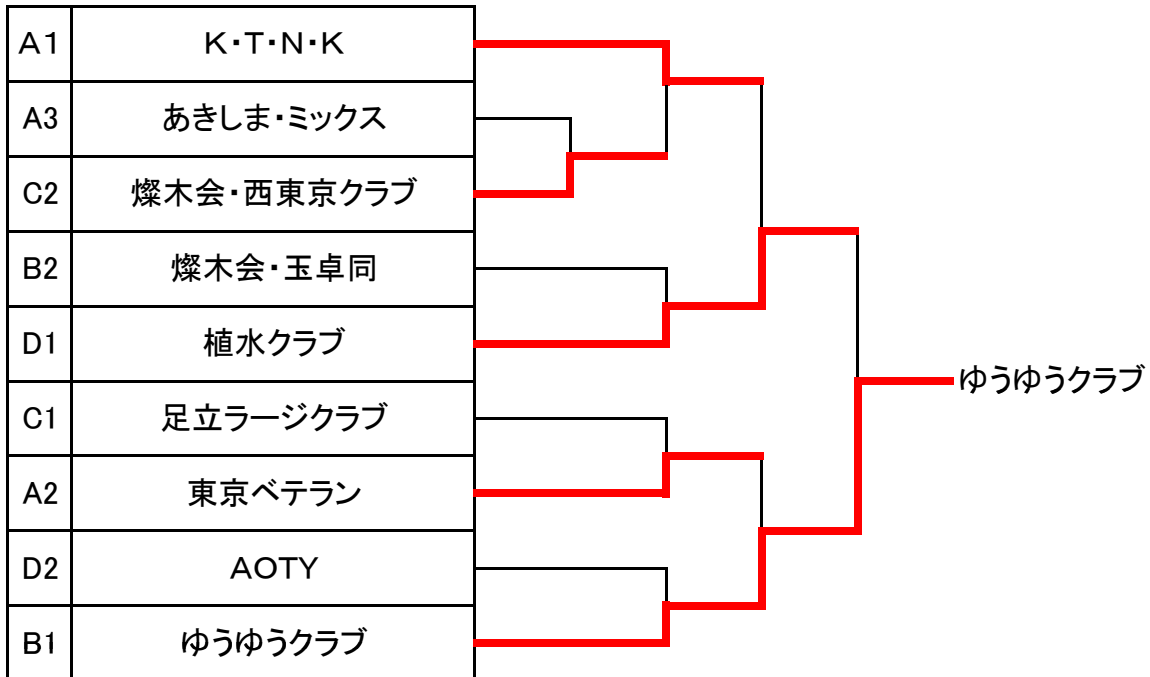 A1 K・T・N・K
A3 あきしま・ミックス
C2 燦木会・西東京クラブ
B2 燦木会・玉卓同
D1 植水クラブ
C1 足立ラージクラブ
A2 東京ベテラン
D2 AOTY
B1 ゆうゆうクラブ
ゆうゆうクラブ